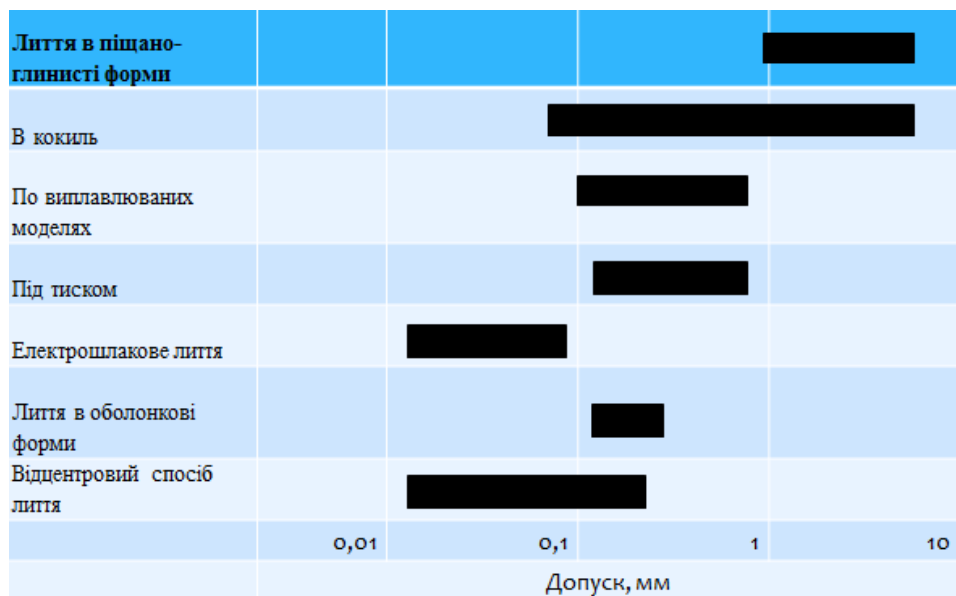 Лиття в піщано-
глинисті форми
В кокиль
По виплавлюваних
моделях
Під тиском
Електрошлакове лиття
Лиття в оболонкові
форми
Відцентровий спосіб
лиття
0,01 0,1 1 10
Допуск, мм